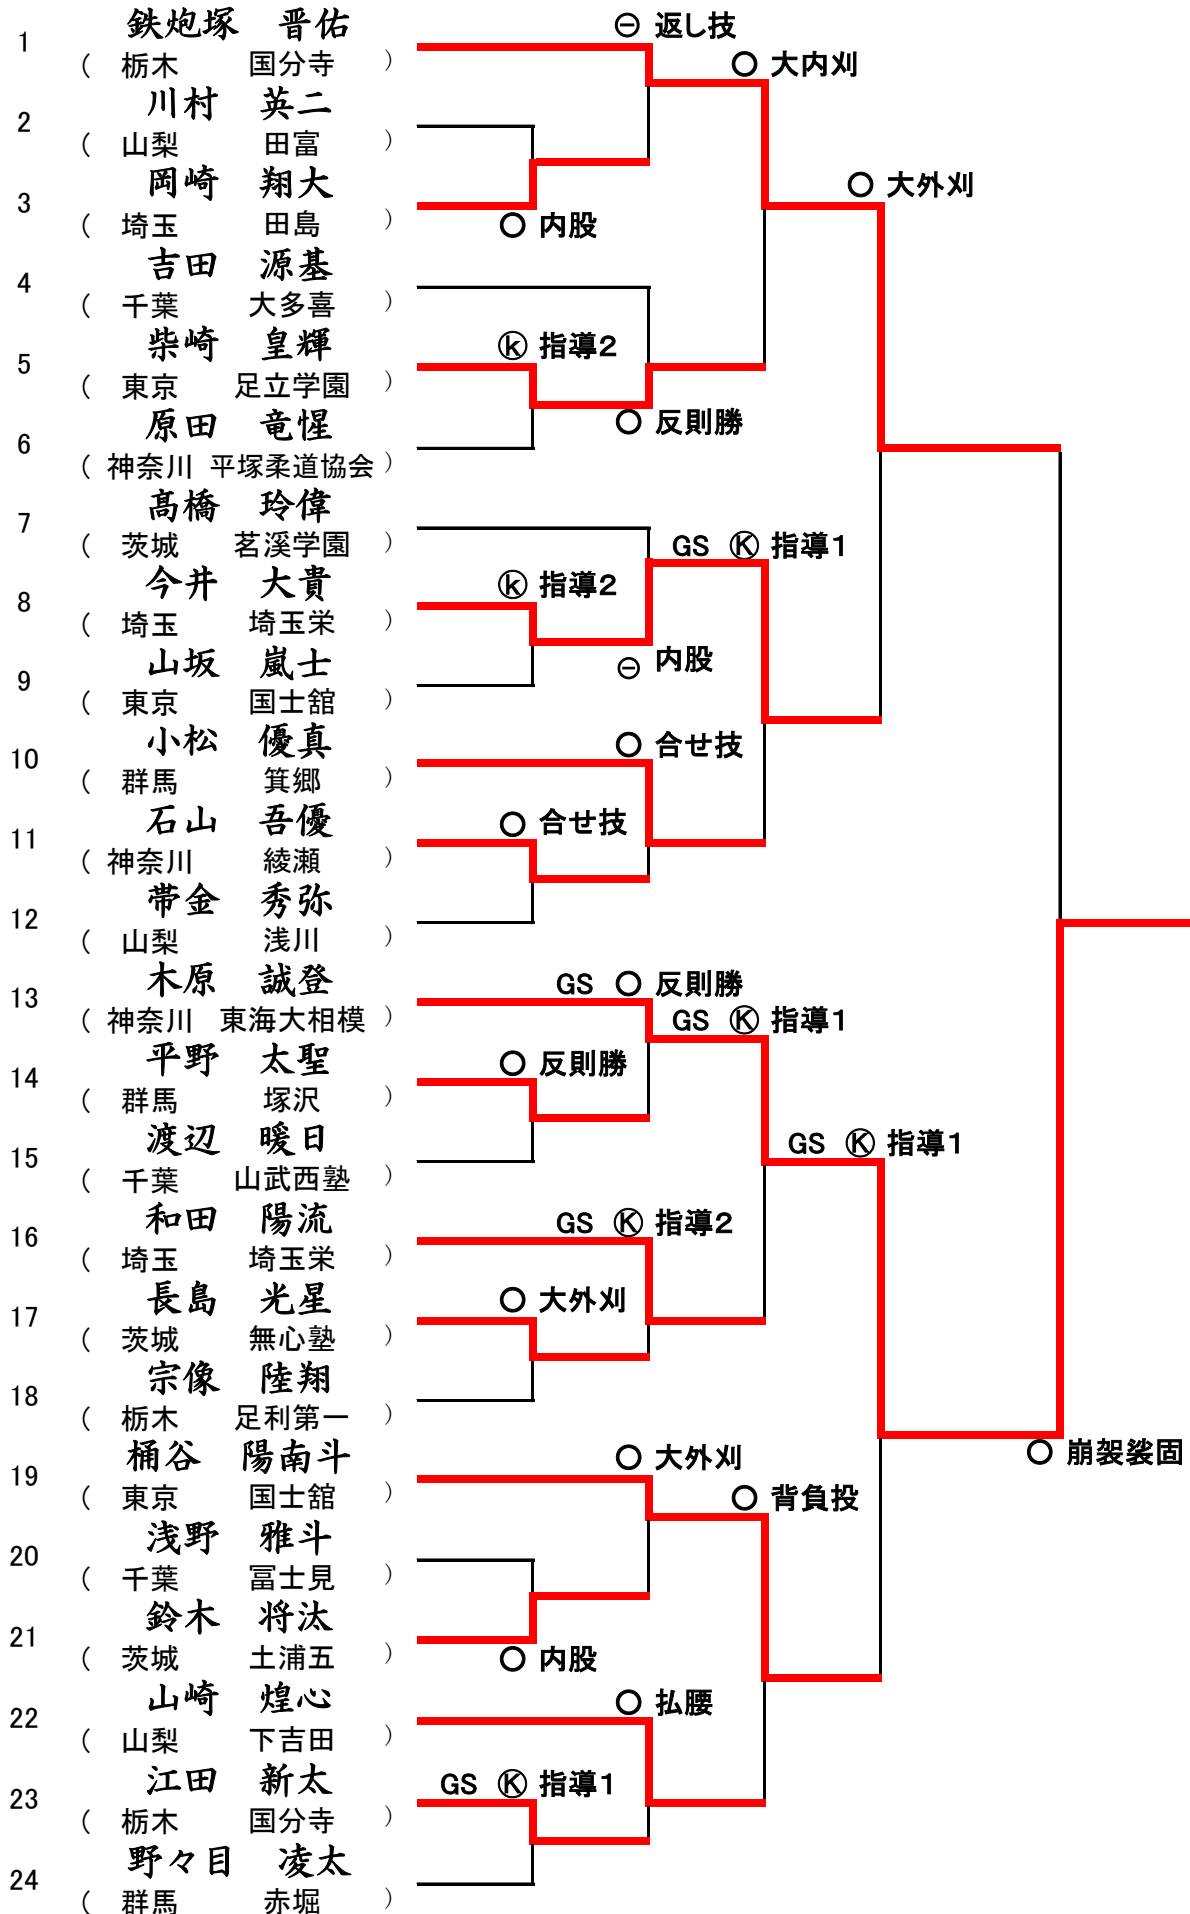 鉄炮塚 晋佑 ㊀ 返し技
1
( 栃木 国分寺 ) ○ 大内刈
川村 英二
2
( 山梨 田富 )
岡崎 翔大 ○ 大外刈
3
( 埼玉 田島 ) ○ 内股
吉田 源基
4
( 千葉 大多喜 )
柴崎 皇輝 ⓚ 指導2
5
( 東京 足立学園 )
原田 竜惺 ○ 反則勝
6
( 神奈川 平塚柔道協会 )
髙橋 玲偉
7
( 茨城 茗溪学園 ) GS Ⓚ 指導1
今井 大貴 ⓚ 指導2
8
( 埼玉 埼玉栄 )
山坂 嵐士 ㊀ 内股
9
( 東京 国士舘 )
小松 優真 ○ 合せ技
10
( 群馬 箕郷 )
石山 吾優 ○ 合せ技
11
( 神奈川 綾瀬 )
帯金 秀弥
12
( 山梨 浅川 )
木原 誠登 GS ○ 反則勝
13
( 神奈川 東海大相模 ) GS Ⓚ 指導1
平野 太聖 ○ 反則勝
14
( 群馬 塚沢 )
渡辺 暖日 GS Ⓚ 指導1
15
( 千葉 山武西塾 )
和田 陽流 GS Ⓚ 指導2
16
( 埼玉 埼玉栄 )
長島 光星 ○ 大外刈
17
( 茨城 無心塾 )
宗像 陸翔
18
( 栃木 足利第一 )
桶谷 陽南斗 ○ 大外刈 ○ 崩袈裟固
19
( 東京 国士舘 ) ○ 背負投
浅野 雅斗
20
( 千葉 冨士見 )
鈴木 将汰
21
( 茨城 土浦五 ) ○ 内股
山崎 煌心 ○ 払腰
22
( 山梨 下吉田 )
江田 新太 GS Ⓚ 指導1
23
( 栃木 国分寺 )
野々目 凌太
24
( 群馬 赤堀 )